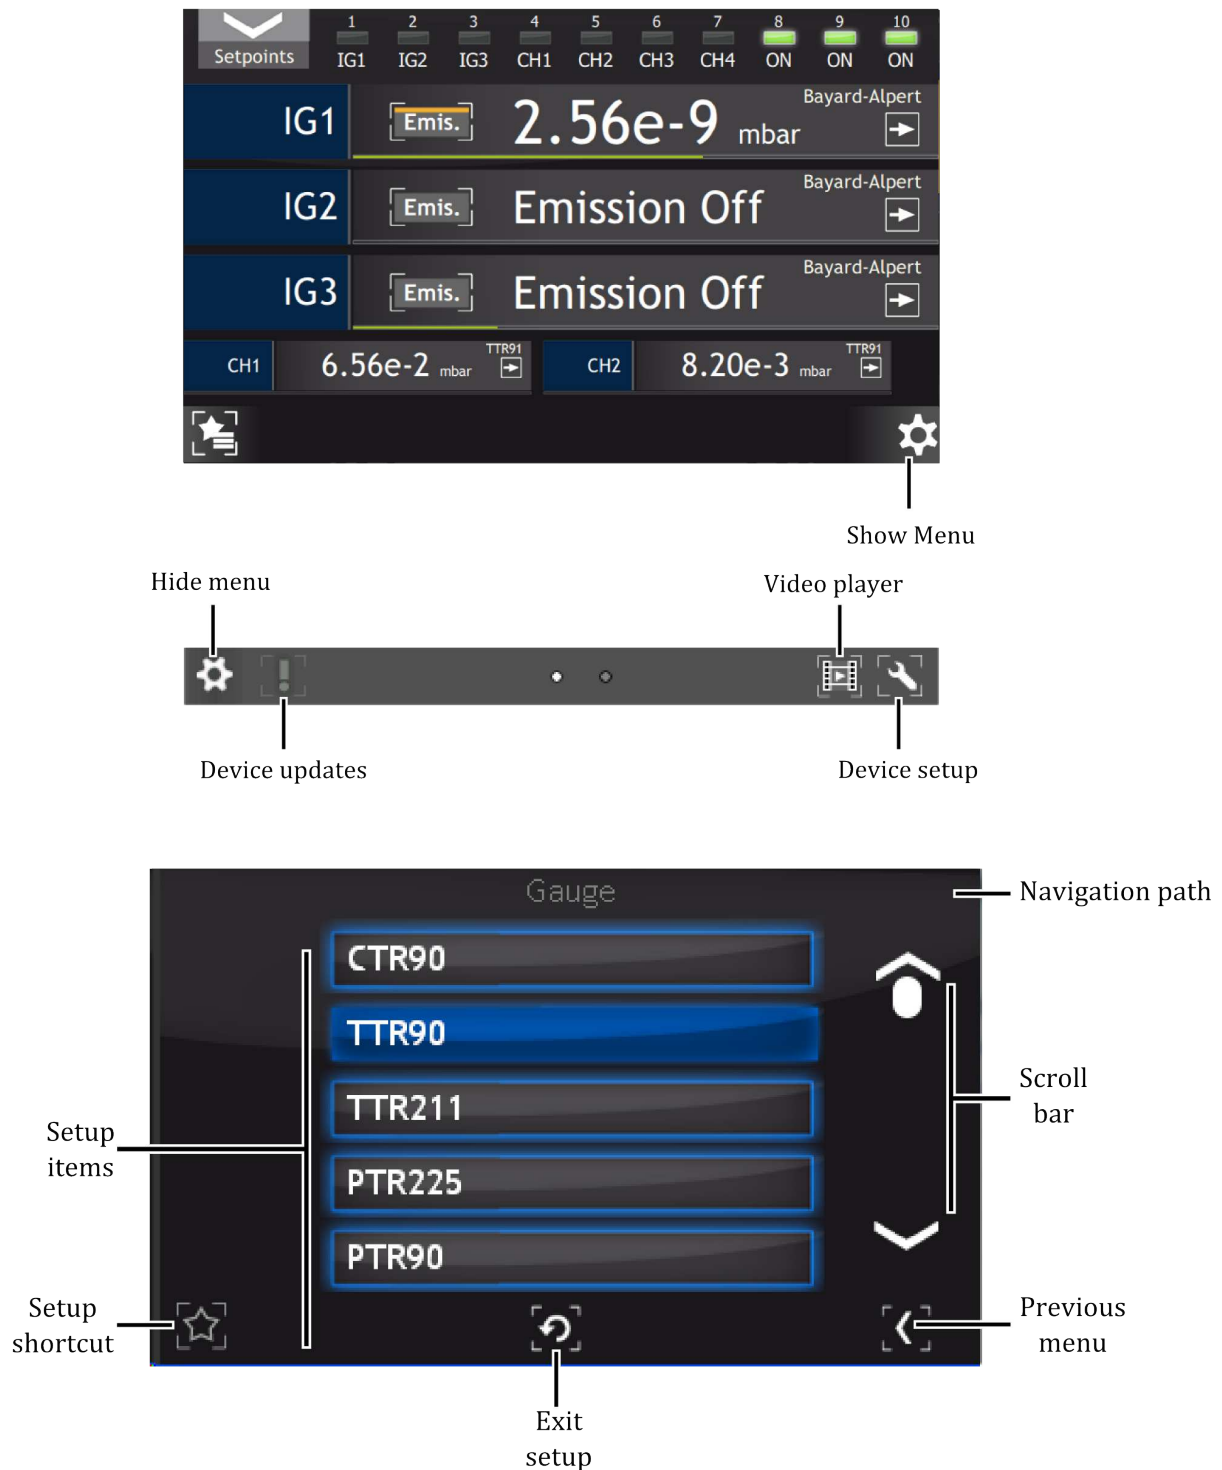 1 2 3 4 5 6 7 8 9 10
Setpoints IG1 IG2 IG3 CH1 CH2 CH3 CH4 ON ON ON
IG1 Emis. 2.56e-9 mbar Bayard-Alpert
IG2 Emis. Emission Off Bayard-Alpert
IG3 Emis. Emission Off Bayard-Alpert
CH1 6.56e-2 mbar TTR91 CH2 8.20e-3 mbar TTR91
Show Menu
Hide menu
Video player
Device updates
Device setup
Gauge
Navigation path
CTR90
TTR90
TTR211
PTR225
PTR90
Scroll
bar
Setup
items
Setup
shortcut
Previous
menu
Exit
setup